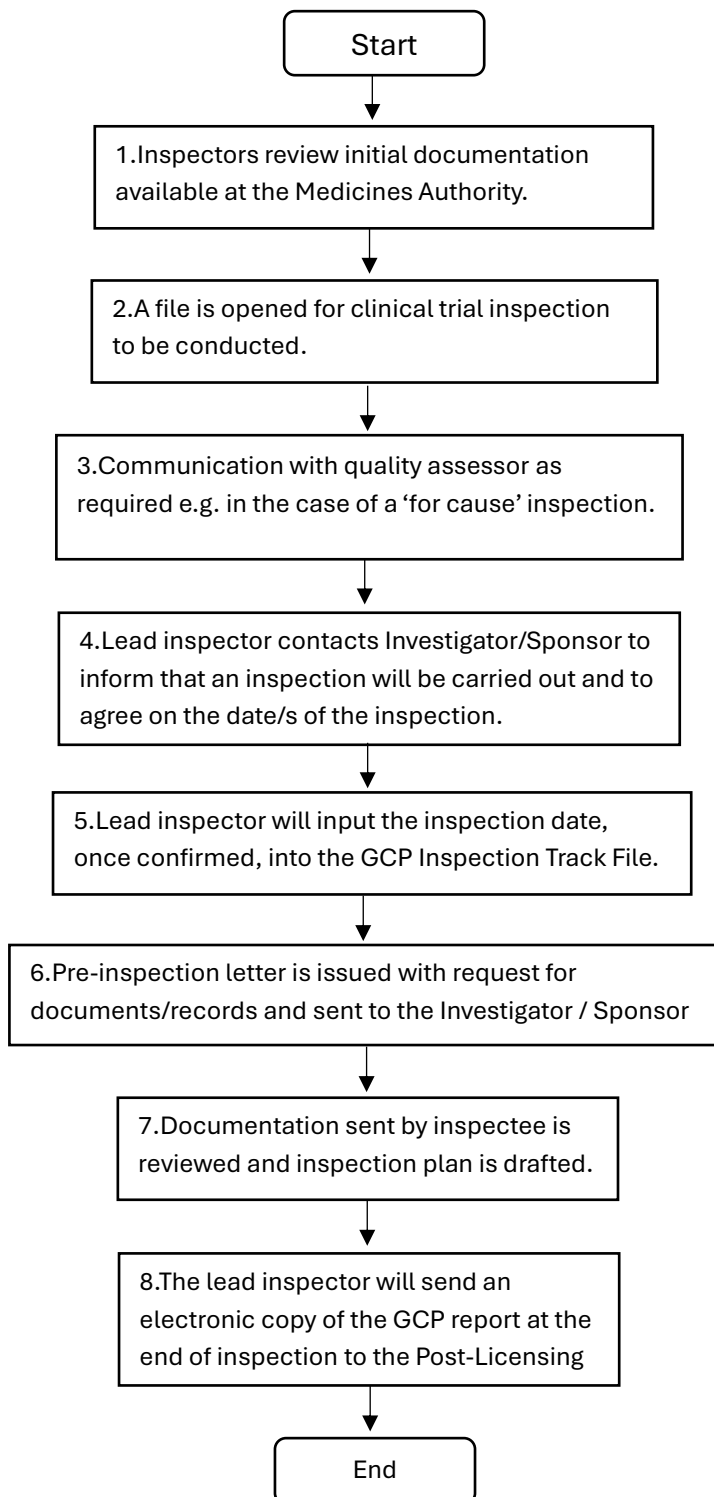 Start
1.Inspectors review initial documentation
available at the Medicines Authority.
2.A file is opened for clinical trial inspection
to be conducted.
3.Communication with quality assessor as
required e.g. in the case of a ‘for cause’ inspection.
4.Lead inspector contacts Investigator/Sponsor to
inform that an inspection will be carried out and to
agree on the date/s of the inspection.
5.Lead inspector will input the inspection date,
once confirmed, into the GCP Inspection Track File.
6.Pre-inspection letter is issued with request for
documents/records and sent to the Investigator / Sponsor
7.Documentation sent by inspectee is
reviewed and inspection plan is drafted.
8.The lead inspector will send an
electronic copy of the GCP report at the
end of inspection to the Post-Licensing
End